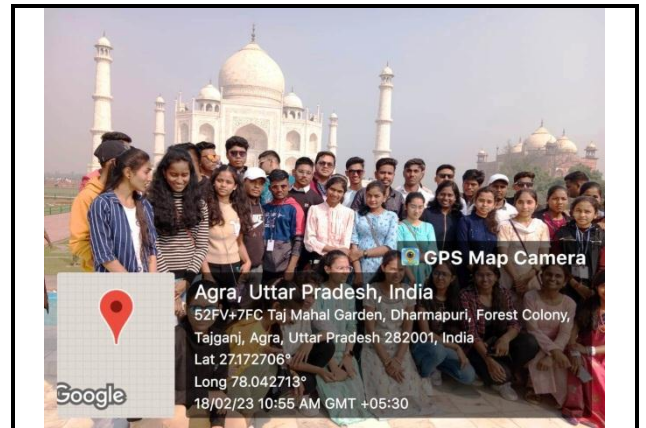 GPS Map Camera
Agra, Uttar Pradesh, India
52FV+7FC Taj Mahal Garden, Dharmapuri, Forest Colony,
Tajganj, Agra, Uttar Pradesh 282001, India
Lat 27.172706°
Long 78.042713°
18/02/23 10:55 AM GMT +05:30
Google